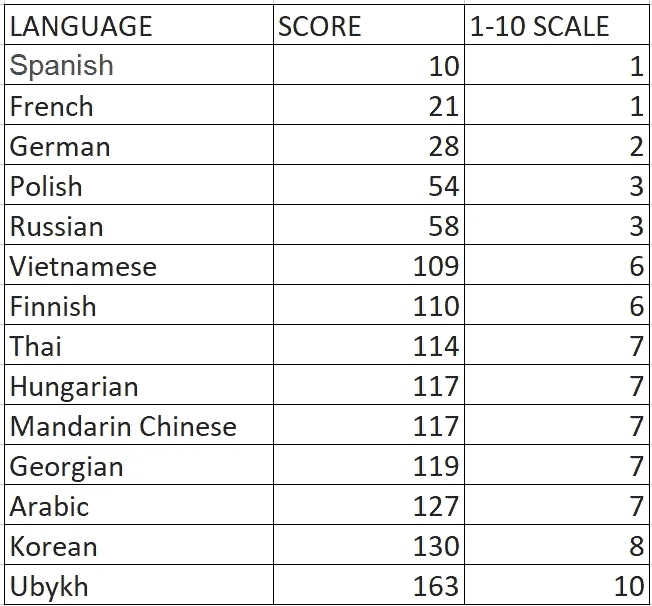 LANGUAGE SCORE 1-10 SCALE
Spanish 10 1
French 21 1
German 28 2
Polish 54 3
Russian 58 3
Vietnamese 109 6
Finnish 110 6
Thai 114 7
Hungarian 117 7
Mandarin Chinese 117 7
Georgian 119 7
Arabic 127 7
Korean 130 8
Ubykh 163 10